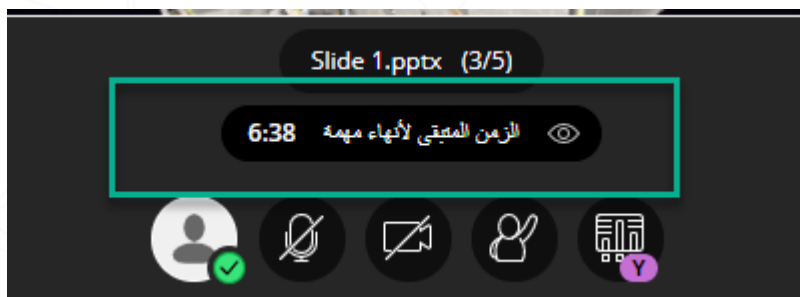 Slide 1.pptx (3/5)
الزمن المتبقى لأنهاء مهمة 6:38
Y